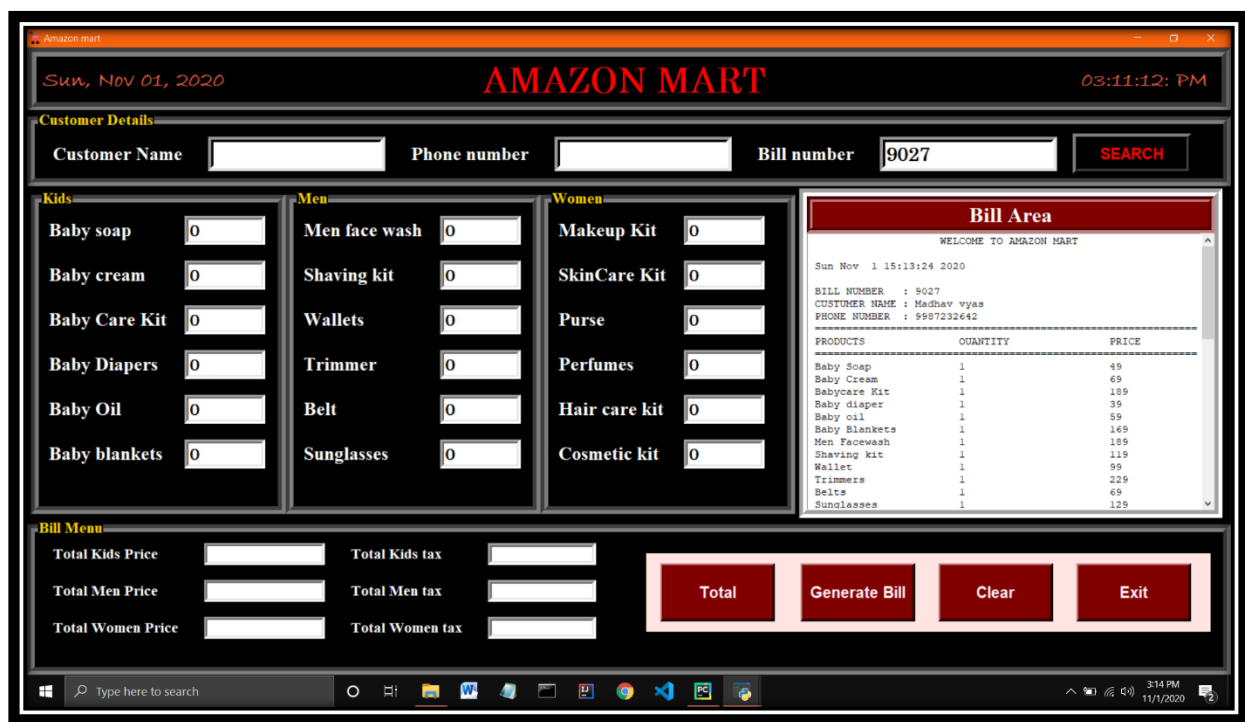 Amazon mart
Sun, Nov 01, 2020 AMAZON MART 03:11:12: PM
Customer Details
Customer Name Phone number Bill number 9027 SEARCH
Kids
Baby soap 0
Baby cream 0
Baby Care Kit 0
Baby Diapers 0
Baby Oil 0
Baby blankets 0
Men
Men face wash 0
Shaving kit 0
Wallets 0
Trimmer 0
Belt 0
Sunglasses 0
Women
Makeup Kit 0
SkinCare Kit 0
Purse 0
Perfumes 0
Hair care kit 0
Cosmetic kit 0
Bill Area
WELCOME TO AMAZON MART
Sun Nov 1 15:13:24 2020
BILL NUMBER : 9027
CUSTUMER NAME : Madhav vyas
PHONE NUMBER : 9987232642
==============================================================
PRODUCTS QUANTITY PRICE
==============================================================
Baby Soap 1 49
Baby Cream 1 69
Babycare Kit 1 189
Baby diaper 1 39
Baby oil 1 59
Baby Blankets 1 169
Men Facewash 1 189
Shaving kit 1 119
Wallet 1 99
Trimmers 1 229
Belts 1 69
Sunglasses 1 129
Bill Menu
Total Kids Price Total Kids tax
Total Men Price Total Men tax
Total Women Price Total Women tax
Total Generate Bill Clear Exit
Type here to search
3:14 PM
11/1/2020
2